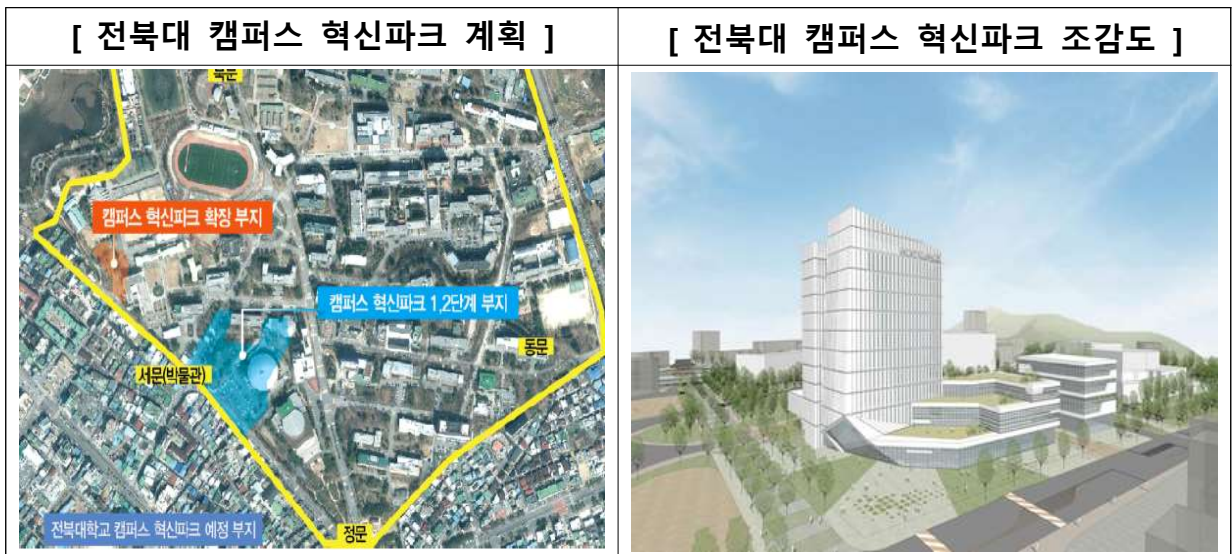 [ 전북대 캠퍼스 혁신파크 계획 ]
[ 전북대 캠퍼스 혁신파크 조감도 ]
북문
캠퍼스 혁신파크 확장 부지
캠퍼스 혁신파크 1,2단계 부지
동문
서문(박물관)
전북대학교 캠퍼스 혁신파크 예정 부지
정문